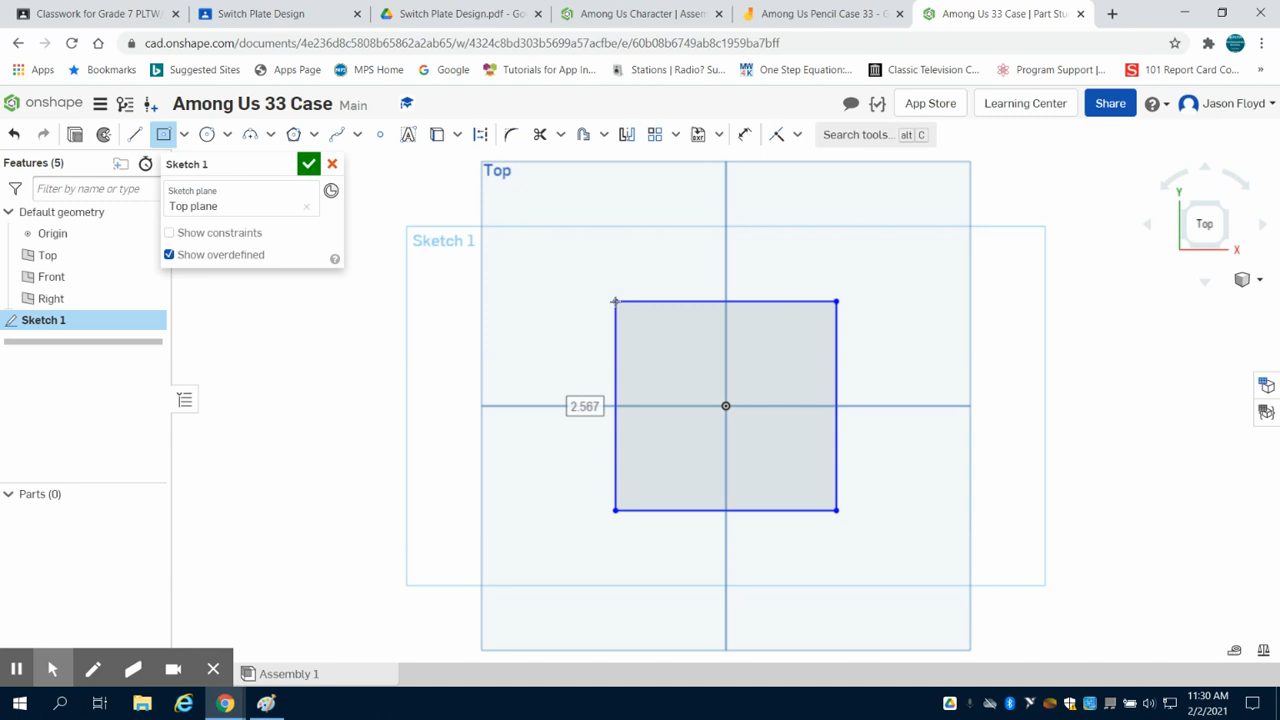 Classwork for Grade 7 PLTW/
Switch Plate Design
Switch Plate Design.pdf - Go
Among Us Character | Assem
Among Us Pencil Case 33 - G
Among Us 33 Case | Part Stu
cad.onshape.com/documents/4e236d8c5808b65862a2ab65/w/4324c8bd303b5699a57acfbe/e/60b08b6749ab8c1959ba7bff
Apps
Bookmarks
Suggested Sites
Apps Page
MPS Home
Google
Tutorials for App In...
Stations | Radio? Su...
One Step Equation:...
Classic Television C...
Program Support |...
101 Report Card Co...
onshape
Among Us 33 Case
Main
App Store
Learning Center
Share
Jason Floyd
Search tools...
alt
C
Features (5)
Filter by name or type
Default geometry
Origin
Top
Front
Right
Sketch 1
Parts (0)
Sketch 1
Sketch plane
Top plane
Show constraints
Show overdefined
Top
Sketch 1
2.567
Y
Top
X
Assembly 1
11:30 AM
2/2/2021